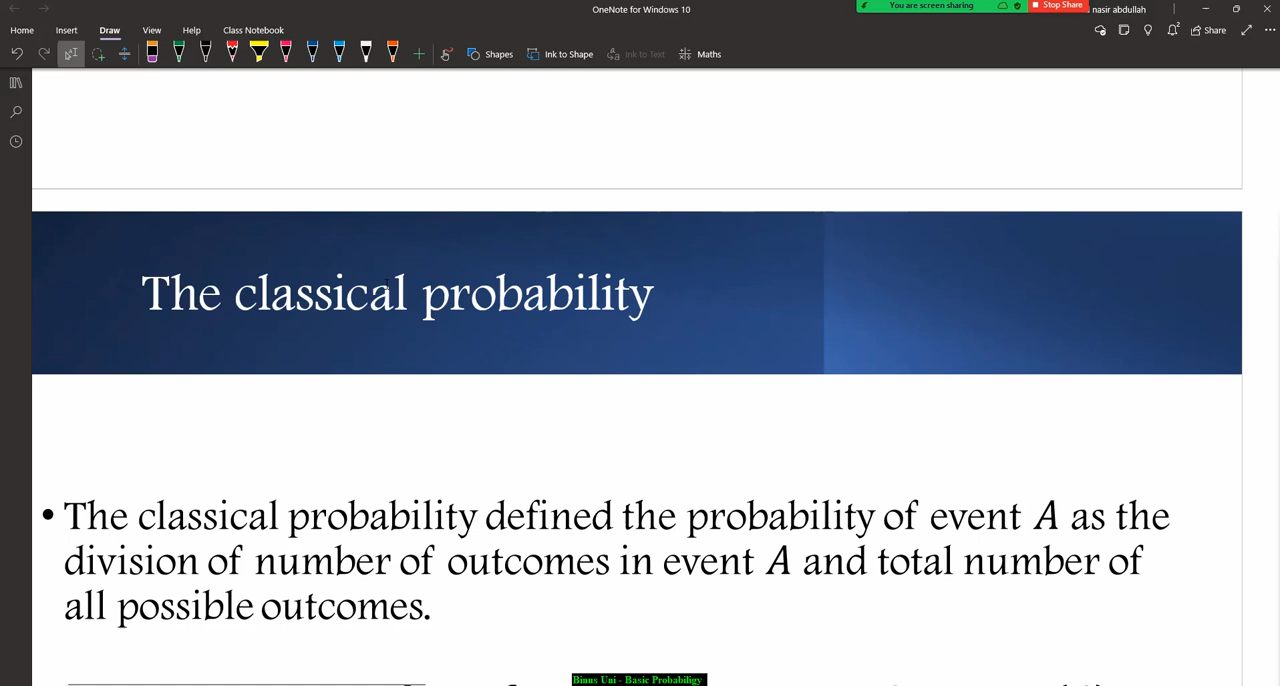 OneNote for Windows 10
You are screen sharing
Stop Share
nasir abdullah
Home Insert Draw View Help Class Notebook
Share
Shapes Ink to Shape Ink to Text Maths
The classical probability
• The classical probability defined the probability of event A as the
division of number of outcomes in event A and total number of
all possible outcomes.
Binus Uni - Basic Probabiligy